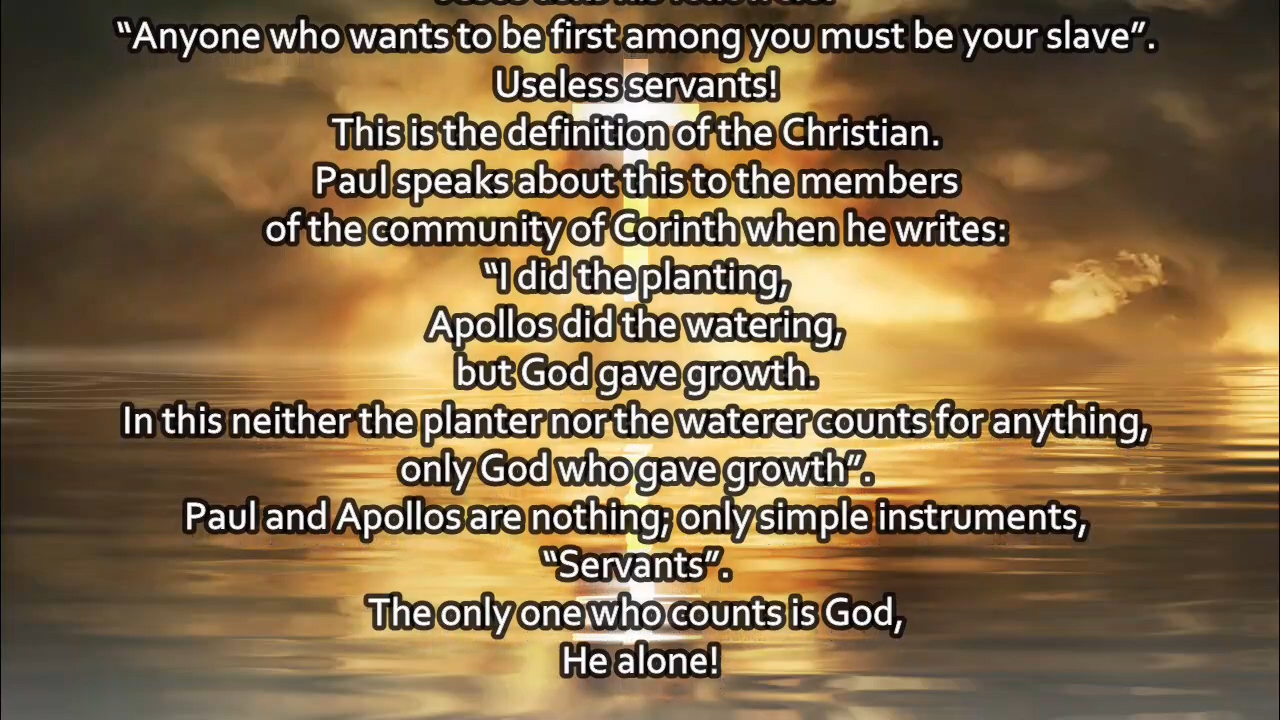 “Anyone who wants to be first among you must be your slave”.
Useless servants!
This is the definition of the Christian.
Paul speaks about this to the members
of the community of Corinth when he writes:
“I did the planting,
Apollos did the watering,
but God gave growth.
In this neither the planter nor the waterer counts for anything,
only God who gave growth”.
Paul and Apollos are nothing; only simple instruments,
“Servants”.
The only one who counts is God,
He alone!